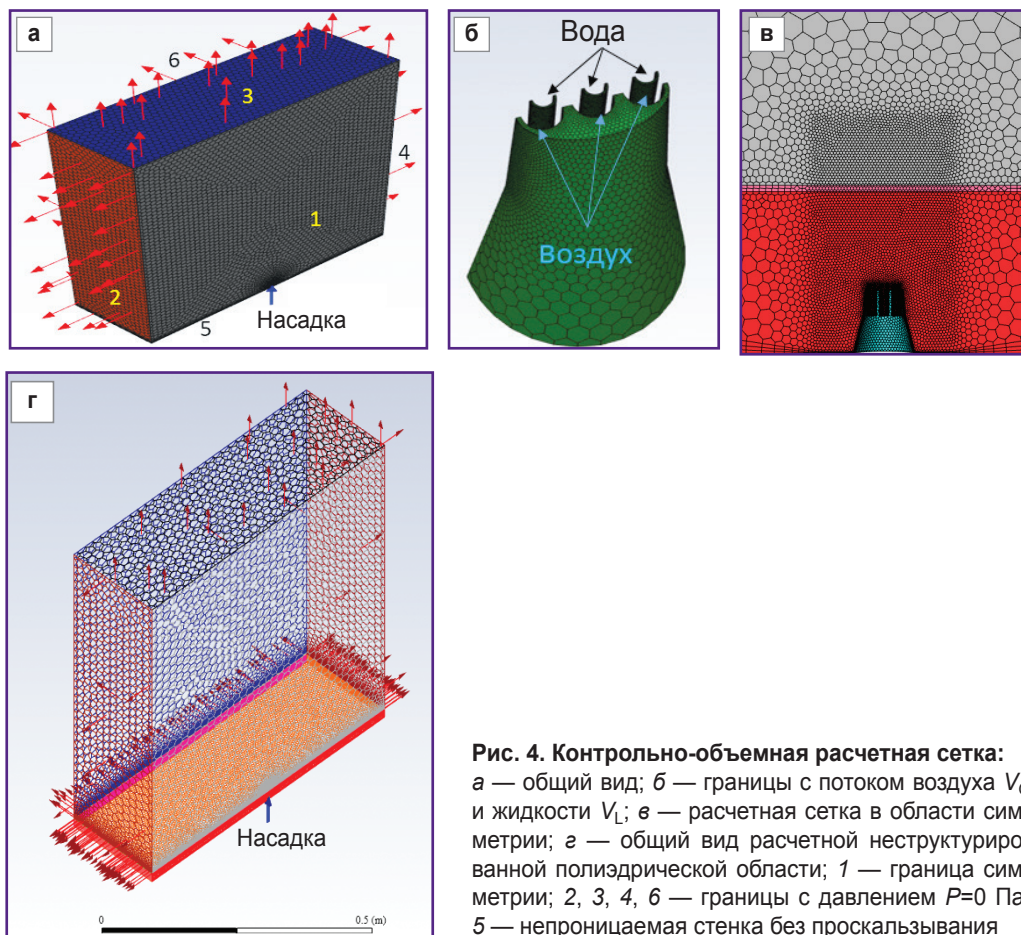 а
6
3
4
1
2
5
Насадка
б
Вода
Воздух
в
г
Насадка
0
0.5 (m)
Рис. 4. Контрольно-объемная расчетная сетка:
а — общий вид; б — границы с потоком воздуха
и жидкости V_L; в — расчетная сетка в области сим
метрии; г — общий вид расчетной неструктуриро
ванной полиэдрической области; 1 — граница сим
метрии; 2, 3, 4, 6 — границы с давлением P=0 Па
5 — непроницаемая стенка без проскальзывания